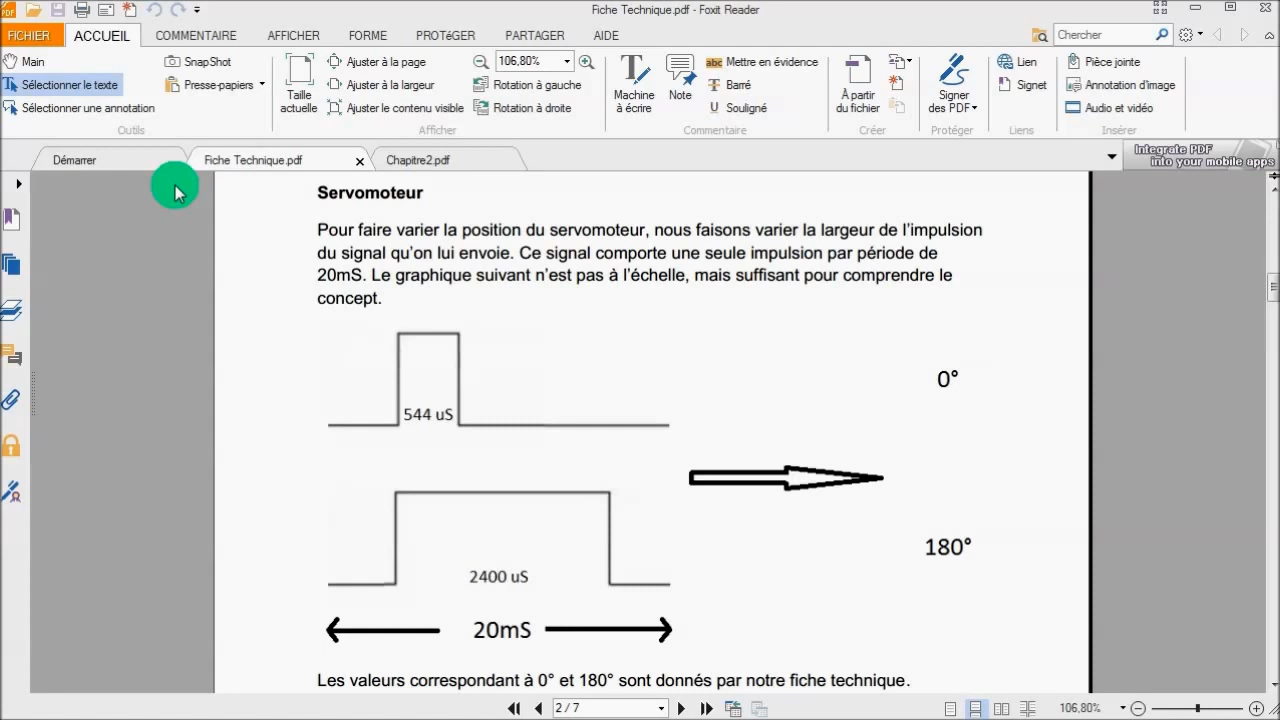 Fiche Technique.pdf - Foxit Reader
FICHIER ACCUEIL COMMENTAIRE AFFICHER FORME PROTéGER PARTAGER AIDE Chercher
Main
Sélectionner le texte
Sélectionner une annotation
Outils
SnapShot
Presse-papiers
Taille actuelle
Ajuster à la page
Ajuster à la largeur
Ajuster le contenu visible
106,80%
Rotation à gauche
Rotation à droite
Afficher
Machine à écrire
Note
Mettre en évidence
Barré
Souligné
Commentaire
À partir du fichier
Créer
Signer des PDF
Protéger
Lien
Signet
Liens
Pièce jointe
Annotation d'image
Audio et vidéo
Insérer
Démarrer Fiche Technique.pdf Chapitre2.pdf
Integrate PDF
into your mobile apps
Servomoteur
Pour faire varier la position du servomoteur, nous faisons varier la largeur de l’impulsion
du signal qu’on lui envoie. Ce signal comporte une seule impulsion par période de
20mS. Le graphique suivant n’est pas à l’échelle, mais suffisant pour comprendre le
concept.
544 uS
0°
2400 uS
180°
20mS
Les valeurs correspondant à 0° et 180° sont donnés par notre fiche technique.
2 / 7
106,80%